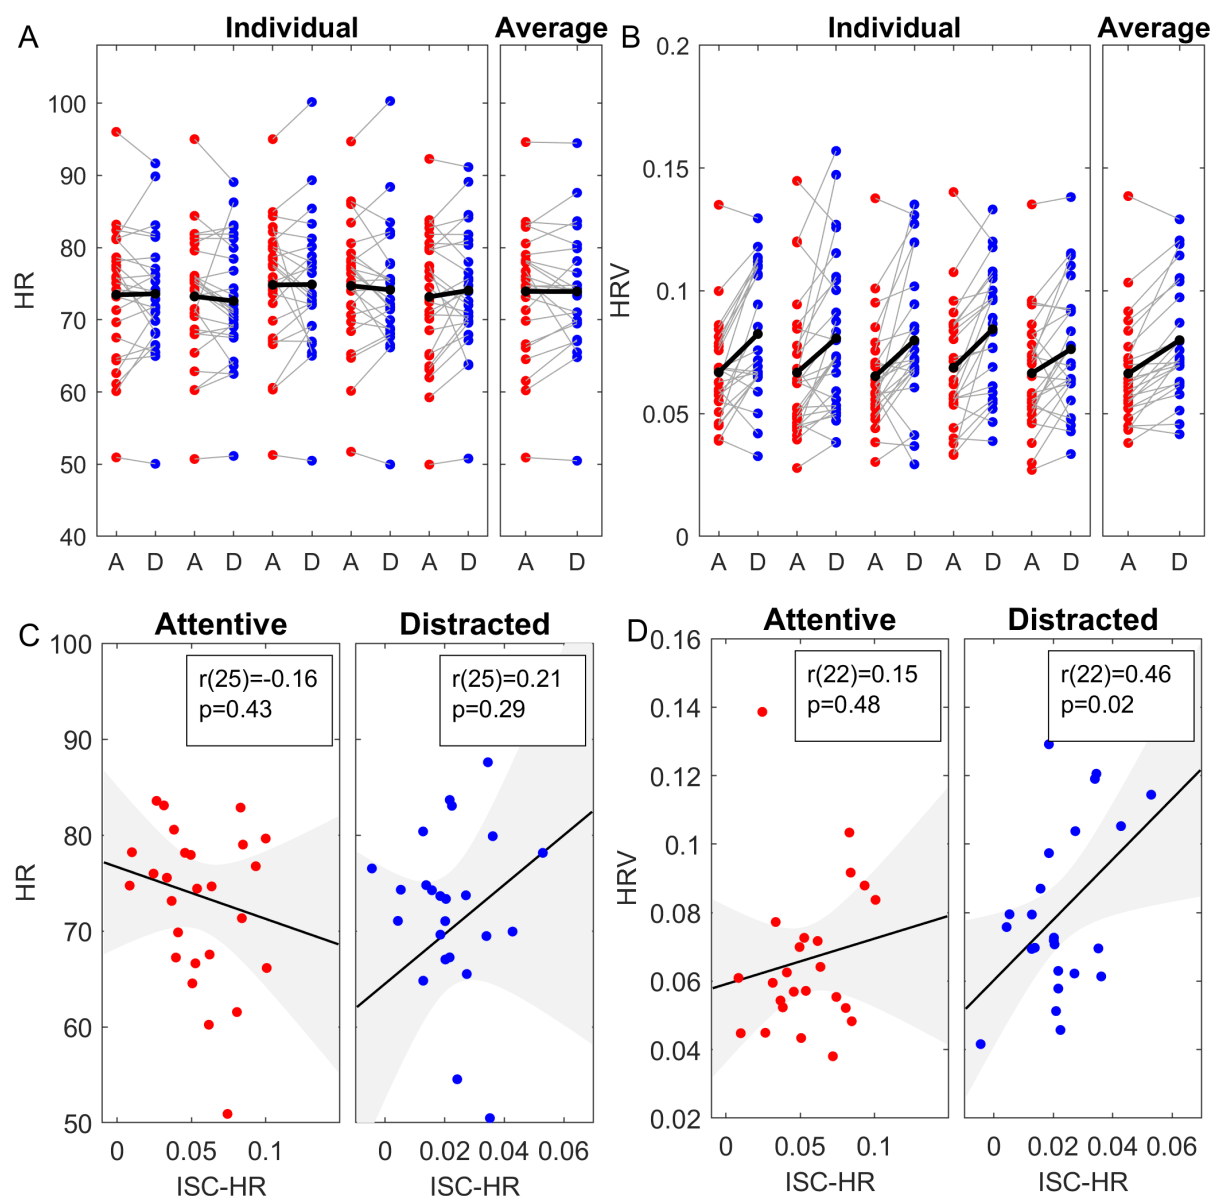 A
Individual
Average
HR
100
90
80
70
60
50
40
A D A D A D A D A D A D
B
Individual
Average
HRV
0.2
0.15
0.1
0.05
0
A D A D A D A D A D A D
C
Attentive
Distracted
HR
100
90
80
70
60
50
r(25)=-0.16
p=0.43
r(25)=0.21
p=0.29
0 0.05 0.1
0 0.02 0.04 0.06
ISC-HR
ISC-HR
D
Attentive
Distracted
HRV
0.16
0.14
0.12
0.1
0.08
0.06
0.04
0.02
r(22)=0.15
p=0.48
r(22)=0.46
p=0.02
0 0.05 0.1
0 0.02 0.04 0.06
ISC-HR
ISC-HR